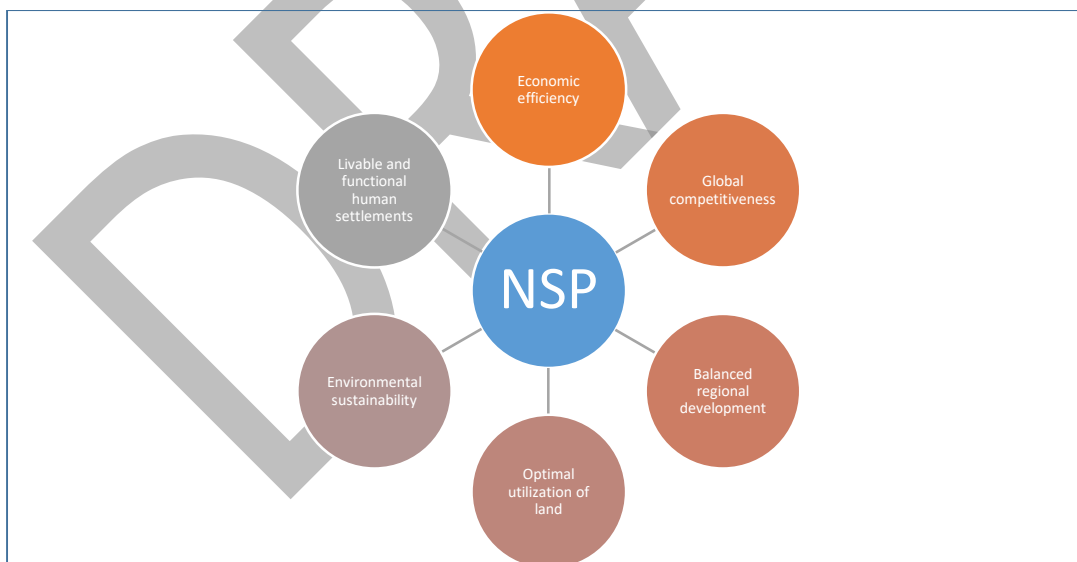 Economic
efficiency
Global
competitiveness
Balanced
regional
development
Optimal
utilization of
land
Environmental
sustainability
Livable and
functional
human
settlements
NSP